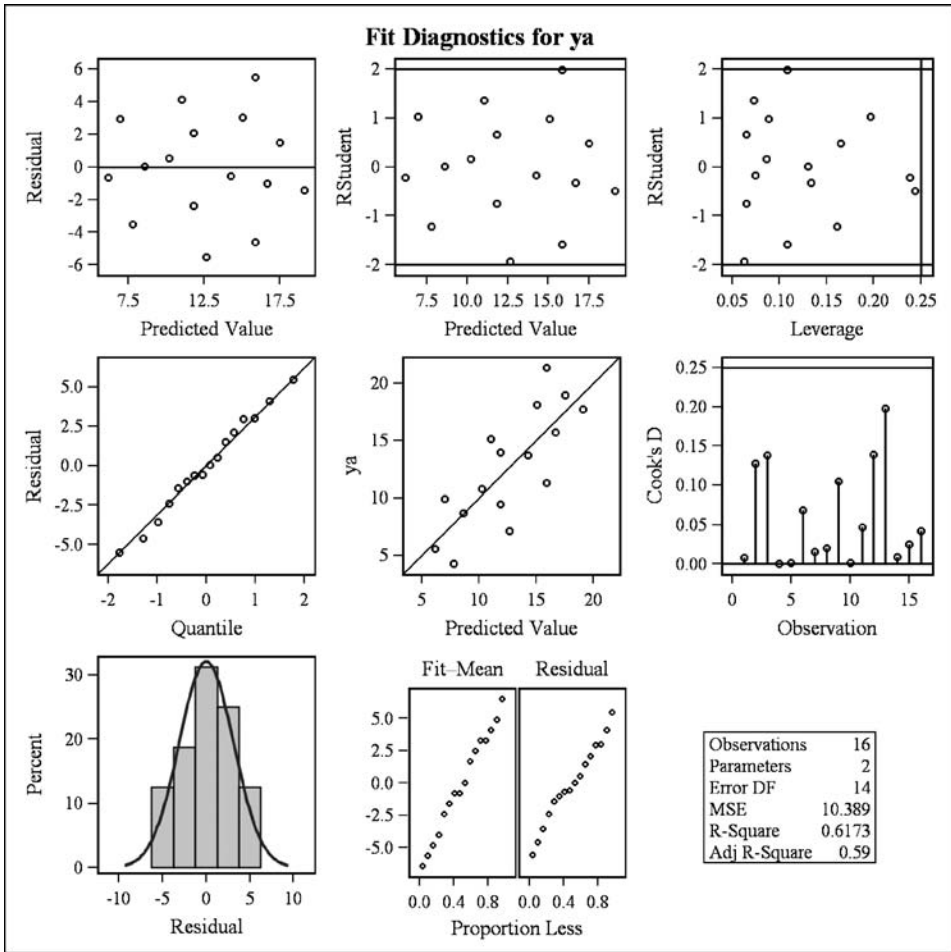 Fit Diagnostics for ya
Residual
6
4
2
0
-2
-4
-6
7.5 12.5 17.5
Predicted Value
RStudent
2
1
0
-1
-2
7.5 10.0 12.5 15.0 17.5
Predicted Value
RStudent
2
1
0
-1
-2
0.05 0.10 0.15 0.20 0.25
Leverage
Residual
5.0
2.5
0.0
-2.5
-5.0
-2 -1 0 1 2
Quantile
ya
20
15
10
5
5 10 15 20
Predicted Value
Cook's D
0.25
0.20
0.15
0.10
0.05
0.00
0 5 10 15
Observation
Percent
30
20
10
0
-10 -5 0 5 10
Residual
Fit–Mean Residual
5.0
2.5
0.0
-2.5
-5.0
0.0 0.4 0.8 0.0 0.4 0.8
Proportion Less
Observations 16
Parameters 2
Error DF 14
MSE 10.389
R-Square 0.6173
Adj R-Square 0.59